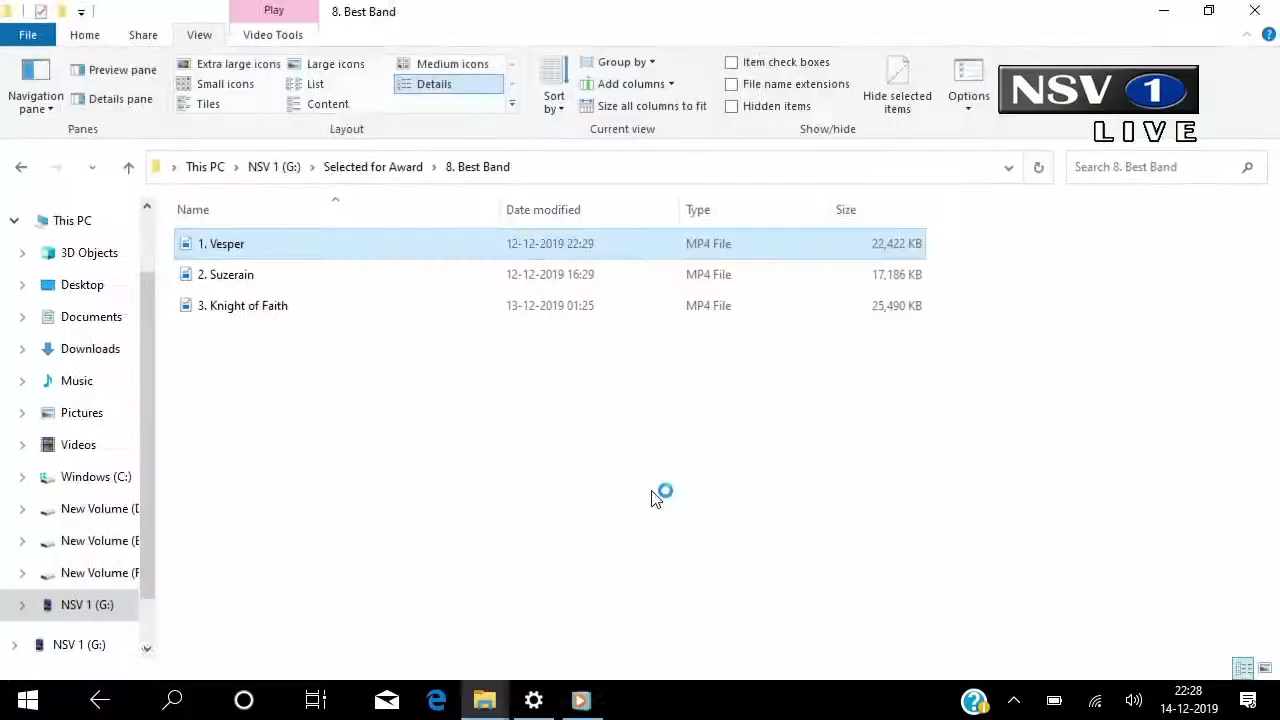 Play
8. Best Band
File
Home
Share
View
Video Tools
Navigation pane
Preview pane
Details pane
Panes
Extra large icons
Large icons
Medium icons
Small icons
List
Details
Tiles
Content
Layout
Sort by
Group by
Add columns
Size all columns to fit
Current view
Item check boxes
File name extensions
Hidden items
Hide selected items
Show/hide
Options
NSV 1
LIVE
This PC > NSV 1 (G:) > Selected for Award > 8. Best Band
Search 8. Best Band
Name Date modified Type Size
1. Vesper 12-12-2019 22:29 MP4 File 22,422 KB
2. Suzerain 12-12-2019 16:29 MP4 File 17,186 KB
3. Knight of Faith 13-12-2019 01:25 MP4 File 25,490 KB
This PC
3D Objects
Desktop
Documents
Downloads
Music
Pictures
Videos
Windows (C:)
New Volume (D
New Volume (E
New Volume (F
NSV 1 (G:)
NSV 1 (G:)
22:28
14-12-2019